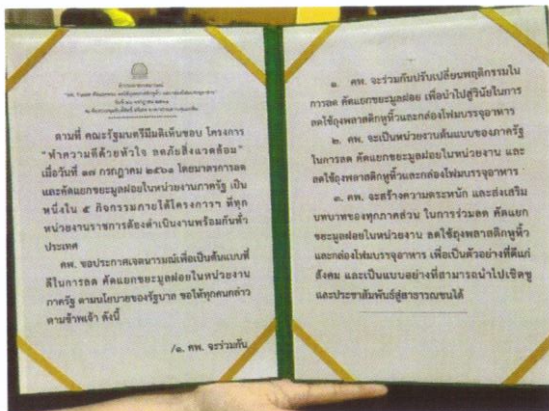 ตามที่ คณะรัฐมนตรีมีมติเห็นชอบ โครงการ
"ทำความดีด้วยหัวใจ ลดภัยสิ่งแวดล้อม"
เมื่อวันที่ ๑๗ กรกฎาคม ๒๕๖๑ โดยมาตรการลด
และคัดแยกขยะมูลฝอยในหน่วยงานภาครัฐ เป็น
หนึ่งใน ๕ กิจกรรมภายใต้โครงการฯ ที่ทุก
หน่วยงานราชการต้องดำเนินงานพร้อมกันทั่ว
ประเทศ
คพ. ขอประกาศเจตนารมณ์เพื่อเป็นต้นแบบที่
ดีในการลด คัดแยกขยะมูลฝอยในหน่วยงาน
ภาครัฐ ตามนโยบายของรัฐบาล ขอให้ทุกคนกล่าว
ตามข้าพเจ้า ดังนี้
/๑. คพ. จะร่วมกัน
๑. คพ. จะร่วมกันปรับเปลี่ยนพฤติกรรมใน
การลด คัดแยกขยะมูลฝอย เพื่อนำไปสู่วินัยในการ
ลดใช้ถุงพลาสติกหูหิ้วและกล่องโฟมบรรจุอาหาร
๒. คพ. จะเป็นหน่วยงานต้นแบบของภาครัฐ
ในการลด คัดแยกขยะมูลฝอยในหน่วยงาน และ
ลดใช้ถุงพลาสติกหูหิ้วและกล่องโฟมบรรจุอาหาร
๓. คพ. จะสร้างความตระหนัก และส่งเสริม
บทบาทของทุกภาคส่วน ในการร่วมลด คัดแยก
ขยะมูลฝอยในหน่วยงาน ลดใช้ถุงพลาสติกหูหิ้ว
และกล่องโฟมบรรจุอาหาร เพื่อเป็นตัวอย่างที่ดีแก่
สังคม และเป็นแบบอย่างที่สามารถนำไปเชิดชู
และประชาสัมพันธ์สู่สาธารณชนได้